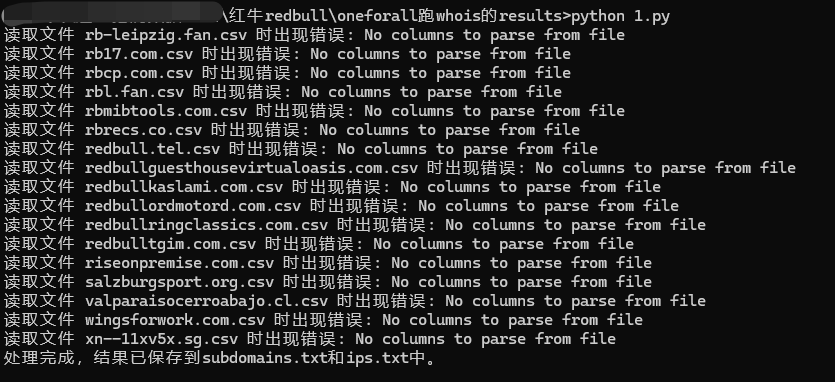 \红牛redbull\oneforall跑whois的results>python 1.py
读取文件 rb-leipzig.fan.csv 时出现错误: No columns to parse from file
读取文件 rb17.com.csv 时出现错误: No columns to parse from file
读取文件 rbcp.com.csv 时出现错误: No columns to parse from file
读取文件 rbl.fan.csv 时出现错误: No columns to parse from file
读取文件 rbmibtools.com.csv 时出现错误: No columns to parse from file
读取文件 rbrecs.co.csv 时出现错误: No columns to parse from file
读取文件 redbull.tel.csv 时出现错误: No columns to parse from file
读取文件 redbullguesthousevirtualoasis.com.csv 时出现错误: No columns to parse from file
读取文件 redbullkaslami.com.csv 时出现错误: No columns to parse from file
读取文件 redbullordmotord.com.csv 时出现错误: No columns to parse from file
读取文件 redbullringclassics.com.csv 时出现错误: No columns to parse from file
读取文件 redbulltgim.com.csv 时出现错误: No columns to parse from file
读取文件 riseonpremise.com.csv 时出现错误: No columns to parse from file
读取文件 salzburgsport.org.csv 时出现错误: No columns to parse from file
读取文件 valparaisocerroabajo.cl.csv 时出现错误: No columns to parse from file
读取文件 wingsforwork.com.csv 时出现错误: No columns to parse from file
读取文件 xn--11xv5x.sg.csv 时出现错误: No columns to parse from file
处理完成，结果已保存到subdomains.txt和ips.txt中。